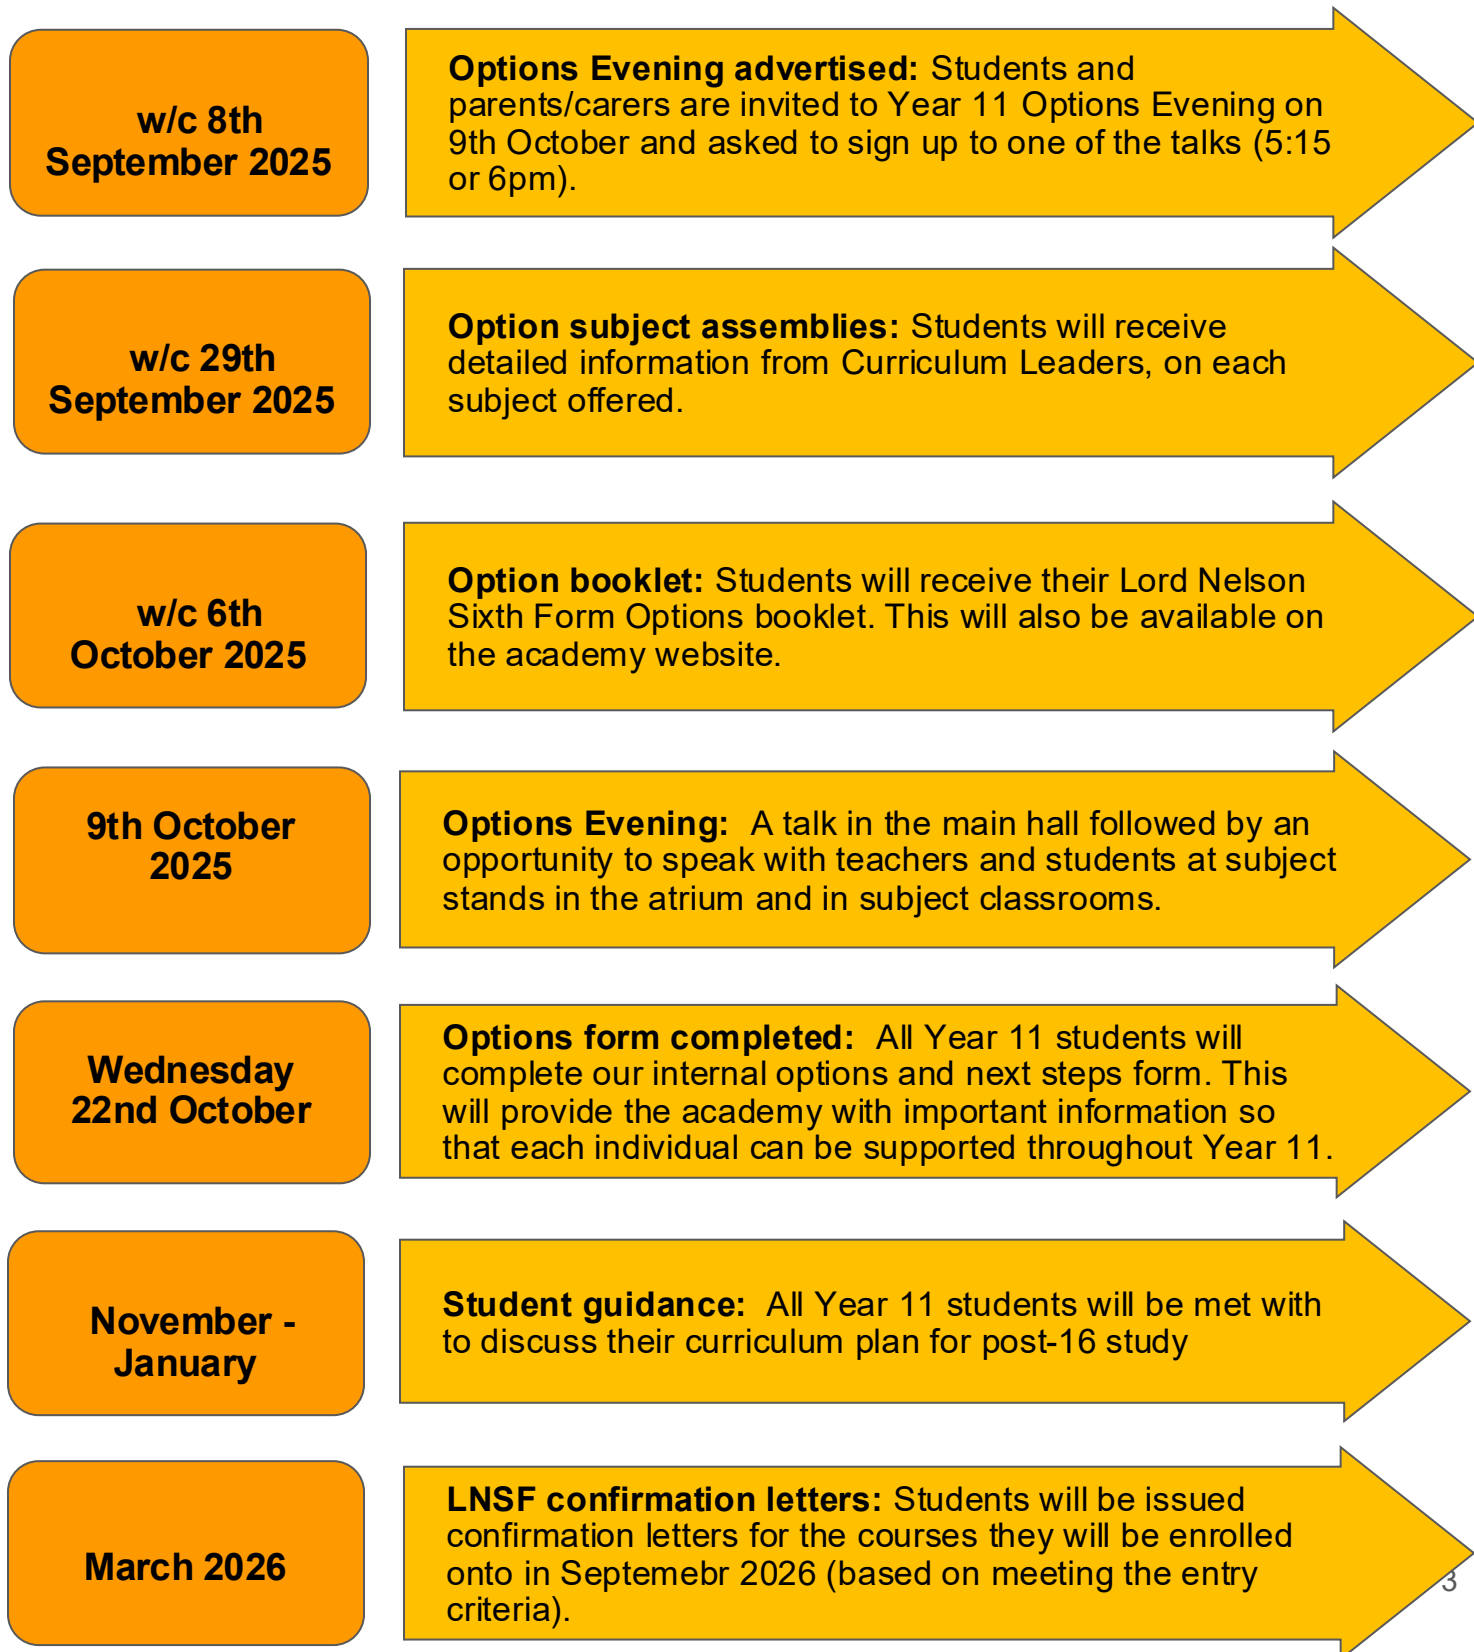 w/c 8th
September 2025
Options Evening advertised: Students and
parents/carers are invited to Year 11 Options Evening on
9th October and asked to sign up to one of the talks (5:15
or 6pm).
w/c 29th
September 2025
Option subject assemblies: Students will receive
detailed information from Curriculum Leaders, on each
subject offered.
w/c 6th
October 2025
Option booklet: Students will receive their Lord Nelson
Sixth Form Options booklet. This will also be available on
the academy website.
9th October
2025
Options Evening: A talk in the main hall followed by an
opportunity to speak with teachers and students at subject
stands in the atrium and in subject classrooms.
Wednesday
22nd October
Options form completed: All Year 11 students will
complete our internal options and next steps form. This
will provide the academy with important information so
that each individual can be supported throughout Year 11.
November -
January
Student guidance: All Year 11 students will be met with
to discuss their curriculum plan for post-16 study
March 2026
LNSF confirmation letters: Students will be issued
confirmation letters for the courses they will be enrolled
onto in Septemebr 2026 (based on meeting the entry
criteria).
3